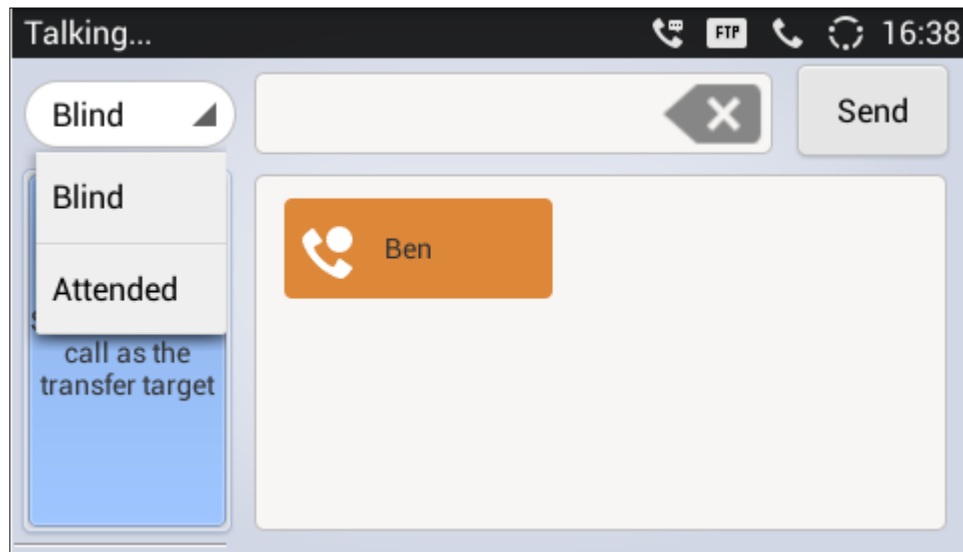 Talking...
FTP
16:38
Blind
Send
Blind
Attended
Ben
call as the
transfer target